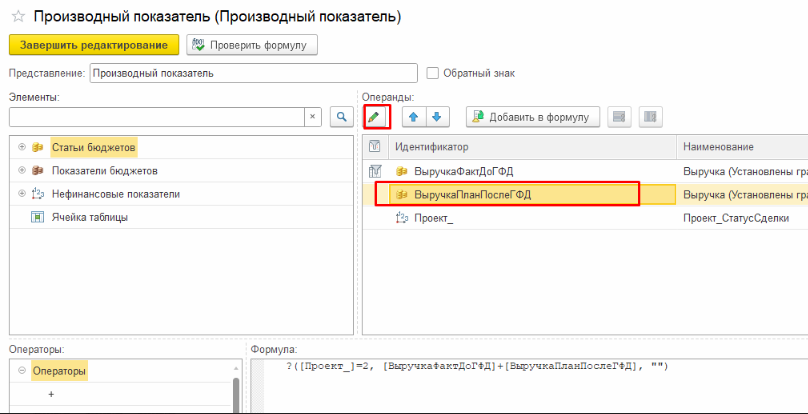 Производный показатель (Производный показатель)
Завершить редактирование
f(x) Проверить формулу
Представление: Производный показатель Обратный знак
Элементы:
Операнды:
× Добавить в формулу
Идентификатор Наименование
Статьи бюджетов
Показатели бюджетов
Нефинансовые показатели
Ячейка таблицы
ВыручкаФактДоГФД Выручка (Установлены гра
ВыручкаПланПослеГФД Выручка (Установлены гра
Проект_ Проект_СтатусСделки
Операторы:
Формула:
Операторы
+
?([Проект_]=2, [ВыручкаФактДоГФД]+[ВыручкаПланПослеГФД], "")